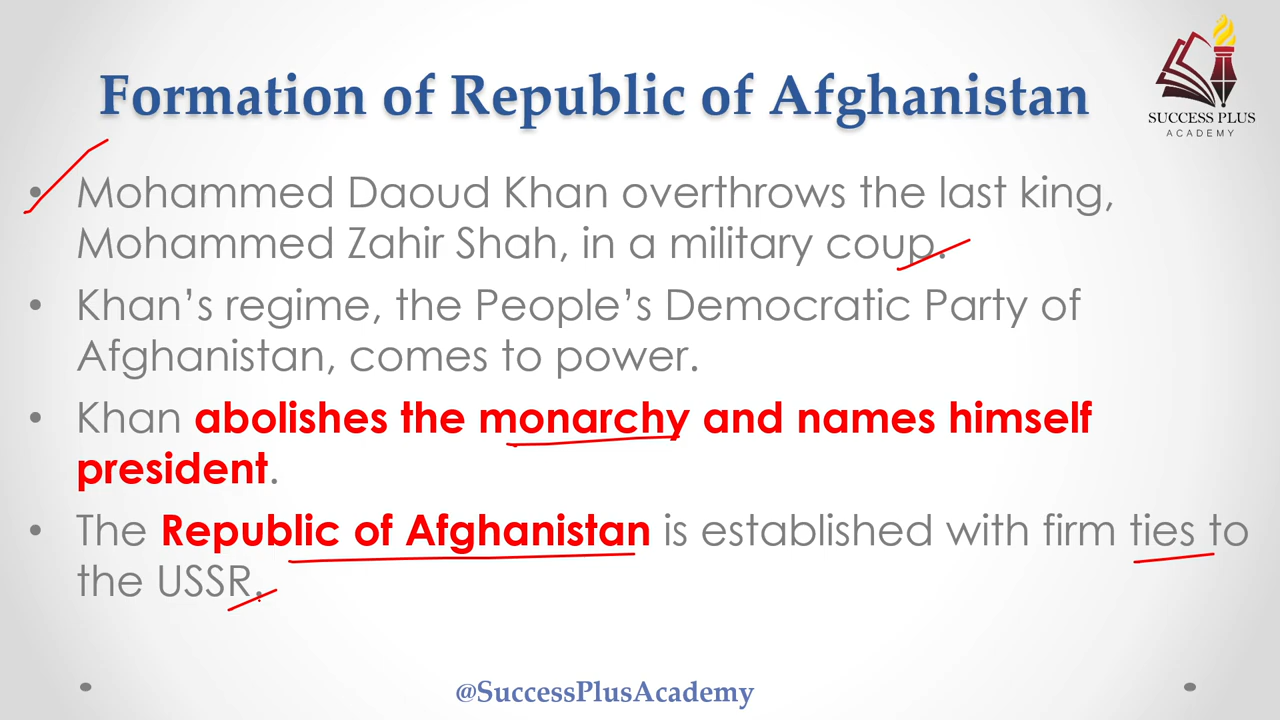 Formation of Republic of Afghanistan
SUCCESS PLUS
ACADEMY
• Mohammed Daoud Khan overthrows the last king,
Mohammed Zahir Shah, in a military coup.
• Khan’s regime, the People’s Democratic Party of
Afghanistan, comes to power.
• Khan abolishes the monarchy and names himself
president.
• The Republic of Afghanistan is established with firm ties to
the USSR.
@SuccessPlusAcademy